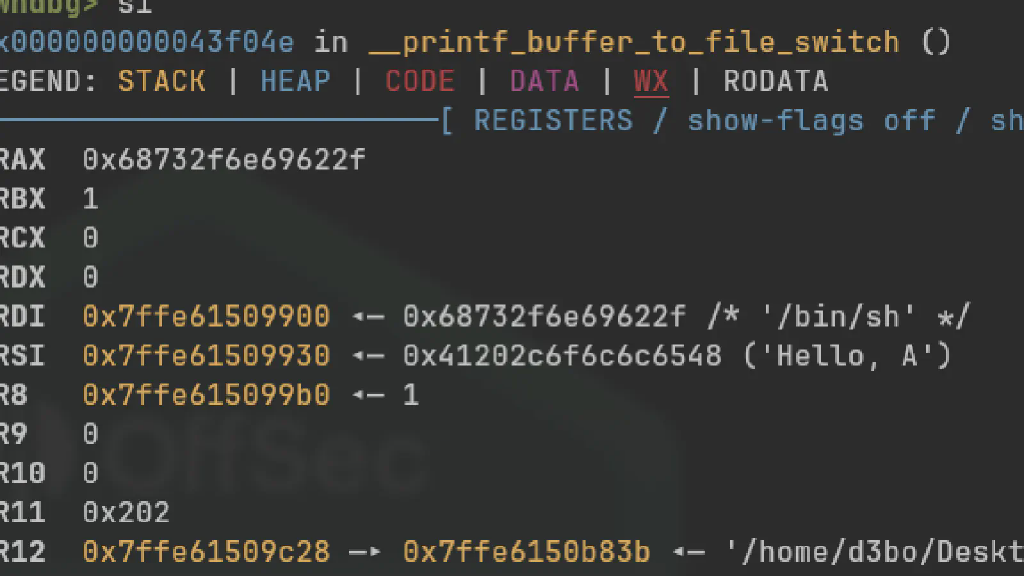 wndbg> si
x000000000043f04e in __printf_buffer_to_file_switch ()
EGEND: STACK | HEAP | CODE | DATA | WX | RODATA
[ REGISTERS / show-flags off / sh
RAX 0x68732f6e69622f
RBX 1
RCX 0
RDX 0
RDI 0x7ffe61509900 ◂— 0x68732f6e69622f /* '/bin/sh' */
RSI 0x7ffe61509930 ◂— 0x41202c6f6c6c6548 ('Hello, A')
R8 0x7ffe615099b0 ◂— 1
R9 0
OffSec
R10 0
R11 0x202
R12 0x7ffe61509c28 —▸ 0x7ffe6150b83b ◂— '/home/d3bo/Deskt